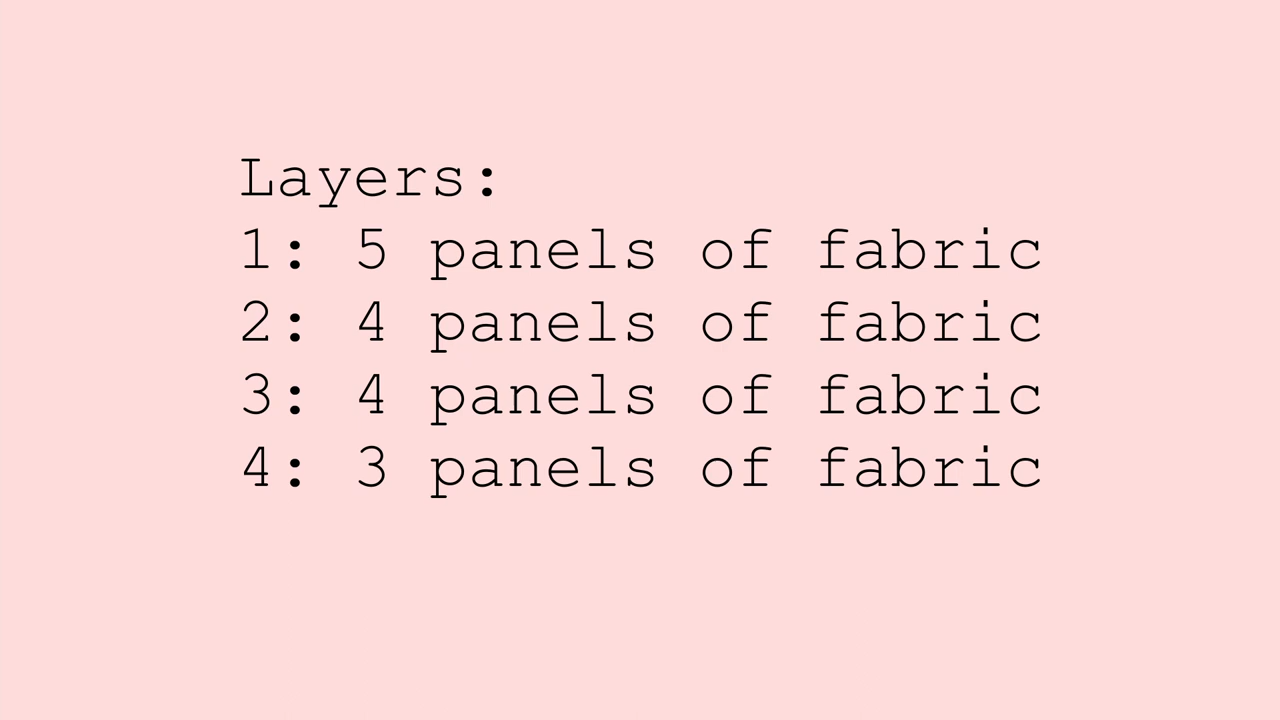 Layers:
1: 5 panels of fabric
2: 4 panels of fabric
3: 4 panels of fabric
4: 3 panels of fabric